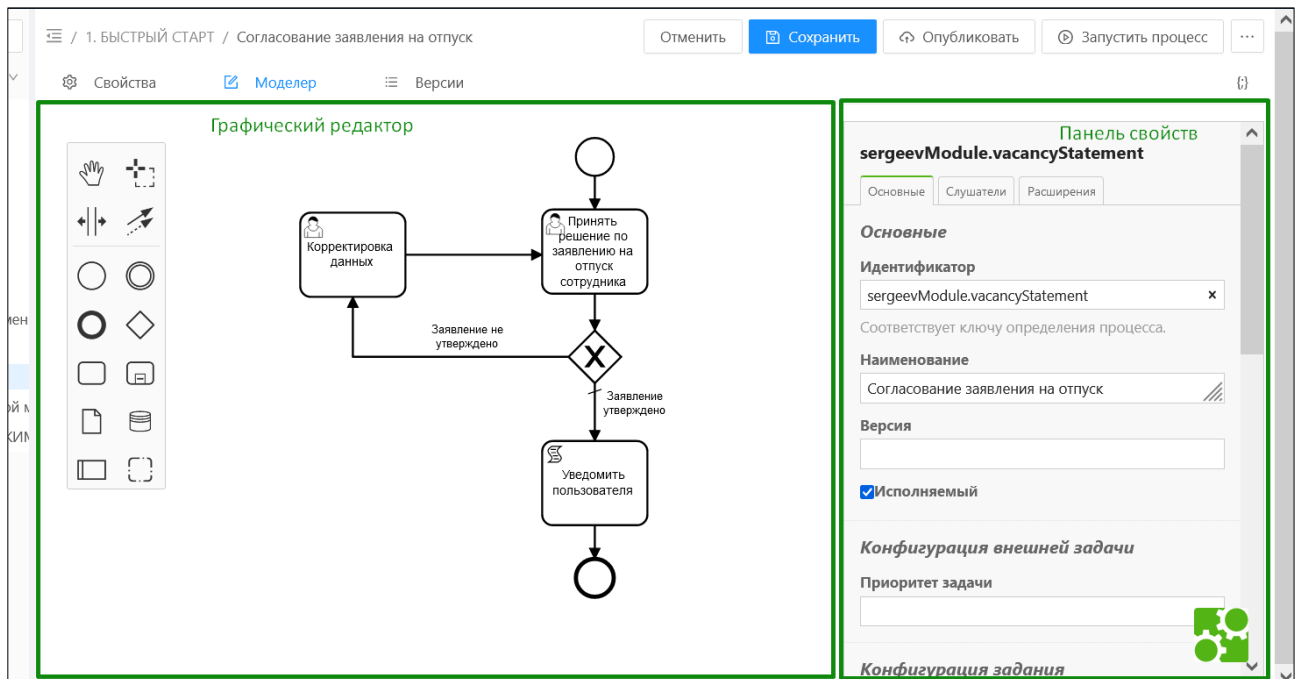 / 1. БЫСТРЫЙ СТАРТ / Согласование заявления на отпуск
Отменить
Сохранить
Опубликовать
Запустить процесс
...
Свойства
Моделер
Версии
{;}
Графический редактор
Корректировка
данных
Принять
решение по
заявлению на
отпуск
сотрудника
Заявление не
утверждено
Заявление
утверждено
Уведомить
пользователя
Панель свойств
sergeevModule.vacancyStatement
Основные
Слушатели
Расширения
Основные
Идентификатор
sergeevModule.vacancyStatement
Соответствует ключу определения процесса.
Наименование
Согласование заявления на отпуск
Версия
Исполняемый
Конфигурация внешней задачи
Приоритет задачи
Конфигурация задания